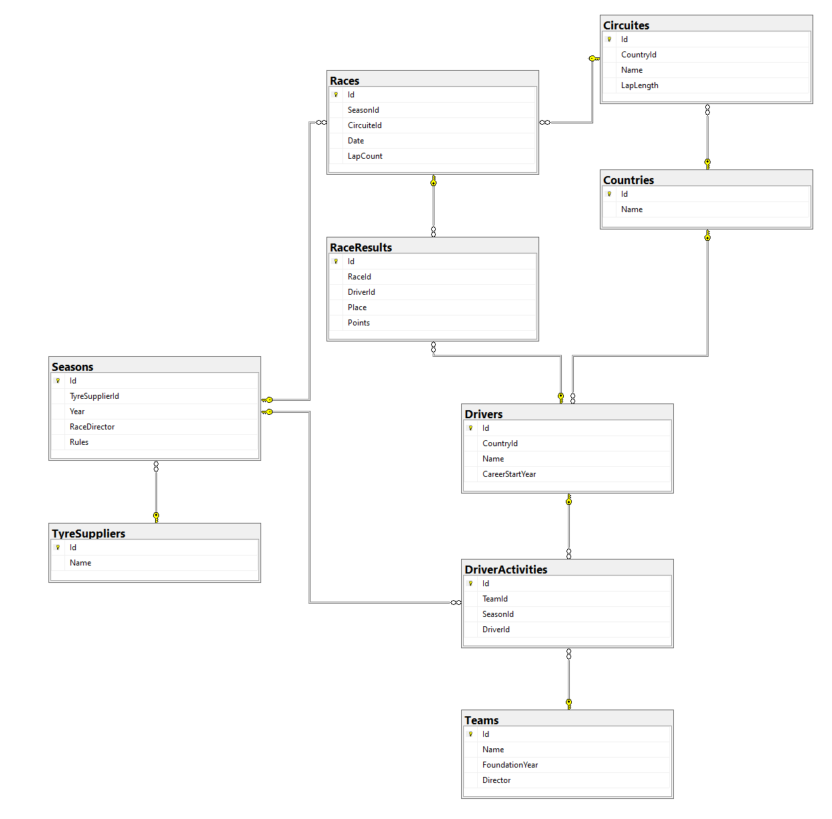 Circuites
Id
CountryId
Name
LapLength
Races
Id
SeasonId
CircuiteId
Date
LapCount
Countries
Id
Name
RaceResults
Id
RaceId
DriverId
Place
Points
Seasons
Id
TyreSupplierId
Year
RaceDirector
Rules
Drivers
Id
CountryId
Name
CareerStartYear
TyreSuppliers
Id
Name
DriverActivities
Id
TeamId
SeasonId
DriverId
Teams
Id
Name
FoundationYear
Director